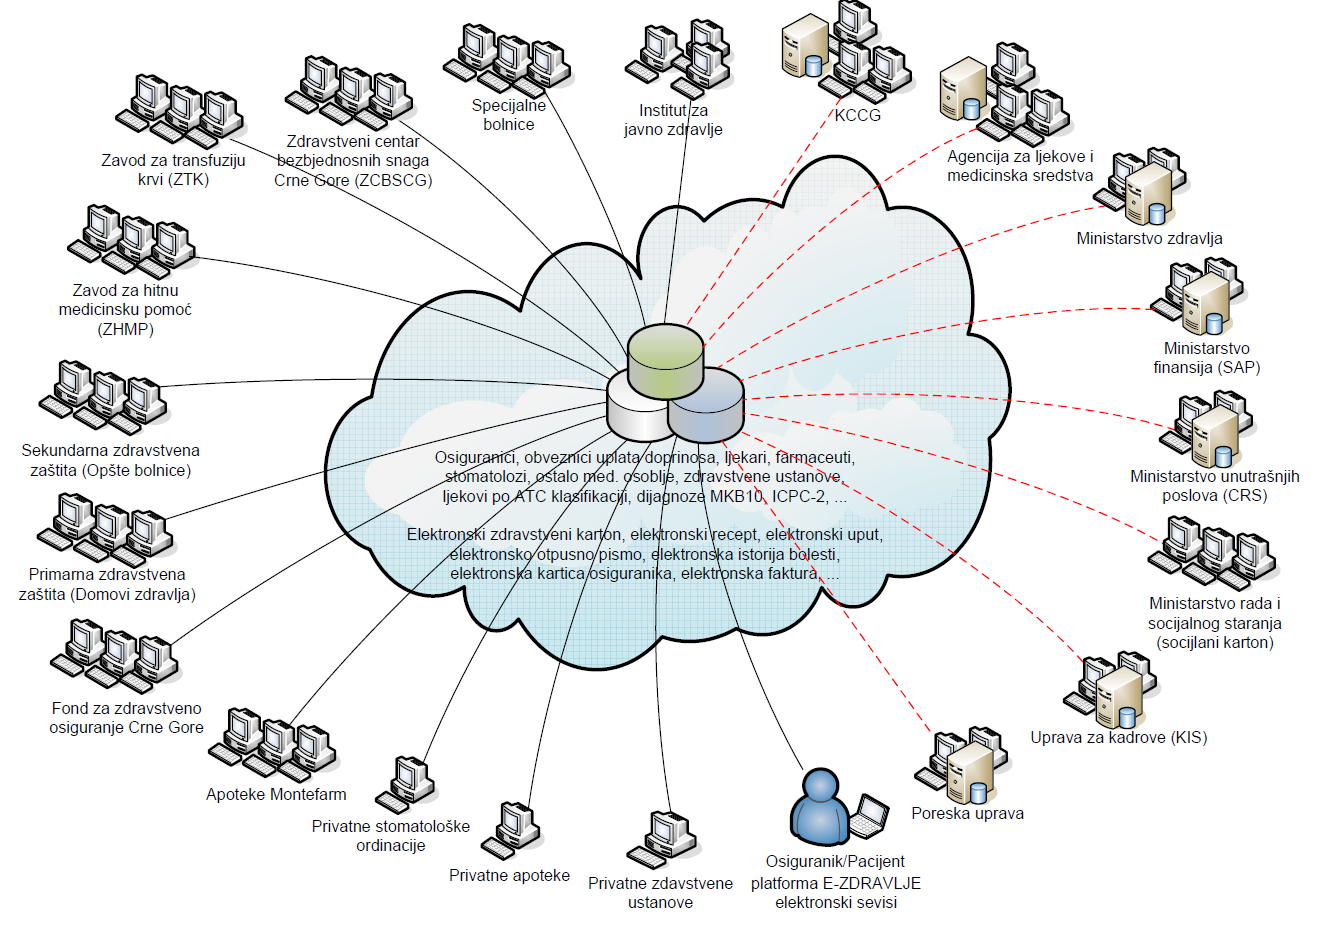 Specijalne
bolnice
Institut za
javno zdravlje
KCCG
Zdravstveni centar
bezbjednosnih snaga
Crne Gore (ZCBSCG)
Agencija za ljekove i
medicinska sredstva
Zavod za transfuziju
krvi (ZTK)
Ministarstvo zdravlja
Zavod za hitnu
medicinsku pomoć
(ZHMP)
Ministarstvo
finansija (SAP)
Sekundarna zdravstvena
zaštita (Opšte bolnice)
Osiguranici, obveznici uplata doprinosa, ljekari, farmaceuti,
stomatolozi, ostalo med. osoblje, zdravstvene ustanove,
ljekovi po ATC klasifikaciji, dijagnoze MKB10, ICPC-2, ...
Ministarstvo unutrašnjih
poslova (CRS)
Elektronski zdravstveni karton, elektronski recept, elektronski uput,
elektronsko otpusno pismo, elektronska istorija bolesti,
elektronska kartica osiguranika, elektronska faktura, ...
Primarna zdravstvena
zaštita (Domovi zdravlja)
Ministarstvo rada i
socijalnog staranja
(socijlani karton)
Fond za zdravstveno
osiguranje Crne Gore
Uprava za kadrove (KIS)
Apoteke Montefarm
Poreska uprava
Privatne stomatološke
ordinacije
Privatne apoteke
Privatne zdavstvene
ustanove
Osiguranik/Pacijent
platforma E-ZDRAVLJE
elektronski sevisi